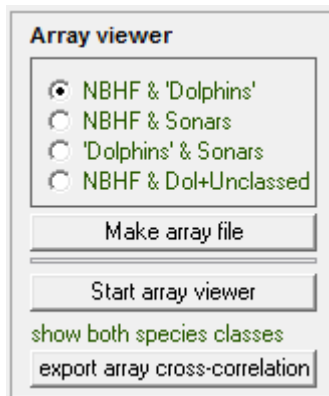 Array viewer
NBHF & 'Dolphins'
NBHF & Sonars
'Dolphins' & Sonars
NBHF & Dol+Unclassed
Make array file
Start array viewer
show both species classes
export array cross-correlation